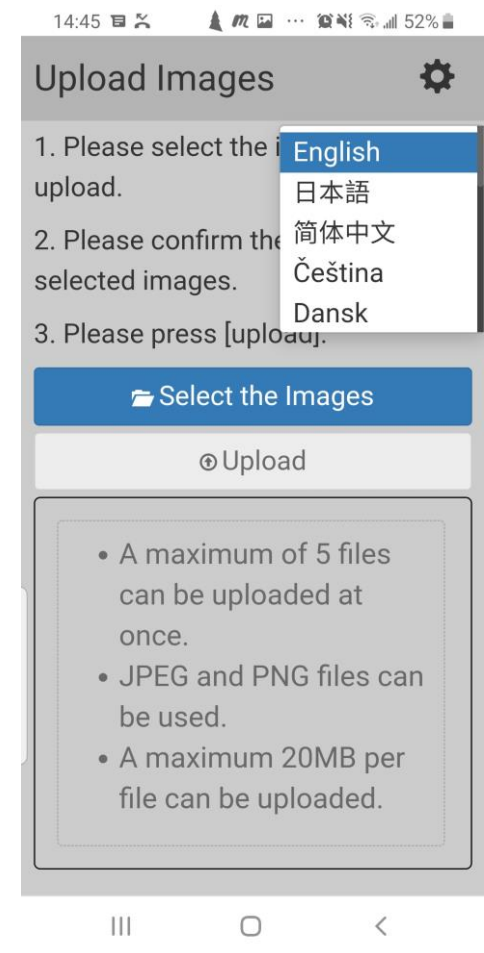 14:45
52%
Upload Images
1. Please select the i
upload.
2. Please confirm the
selected images.
3. Please press [upload].
English
日本語
简体中文
Čeština
Dansk
Select the Images
Upload
• A maximum of 5 files
can be uploaded at
once.
• JPEG and PNG files can
be used.
• A maximum 20MB per
file can be uploaded.